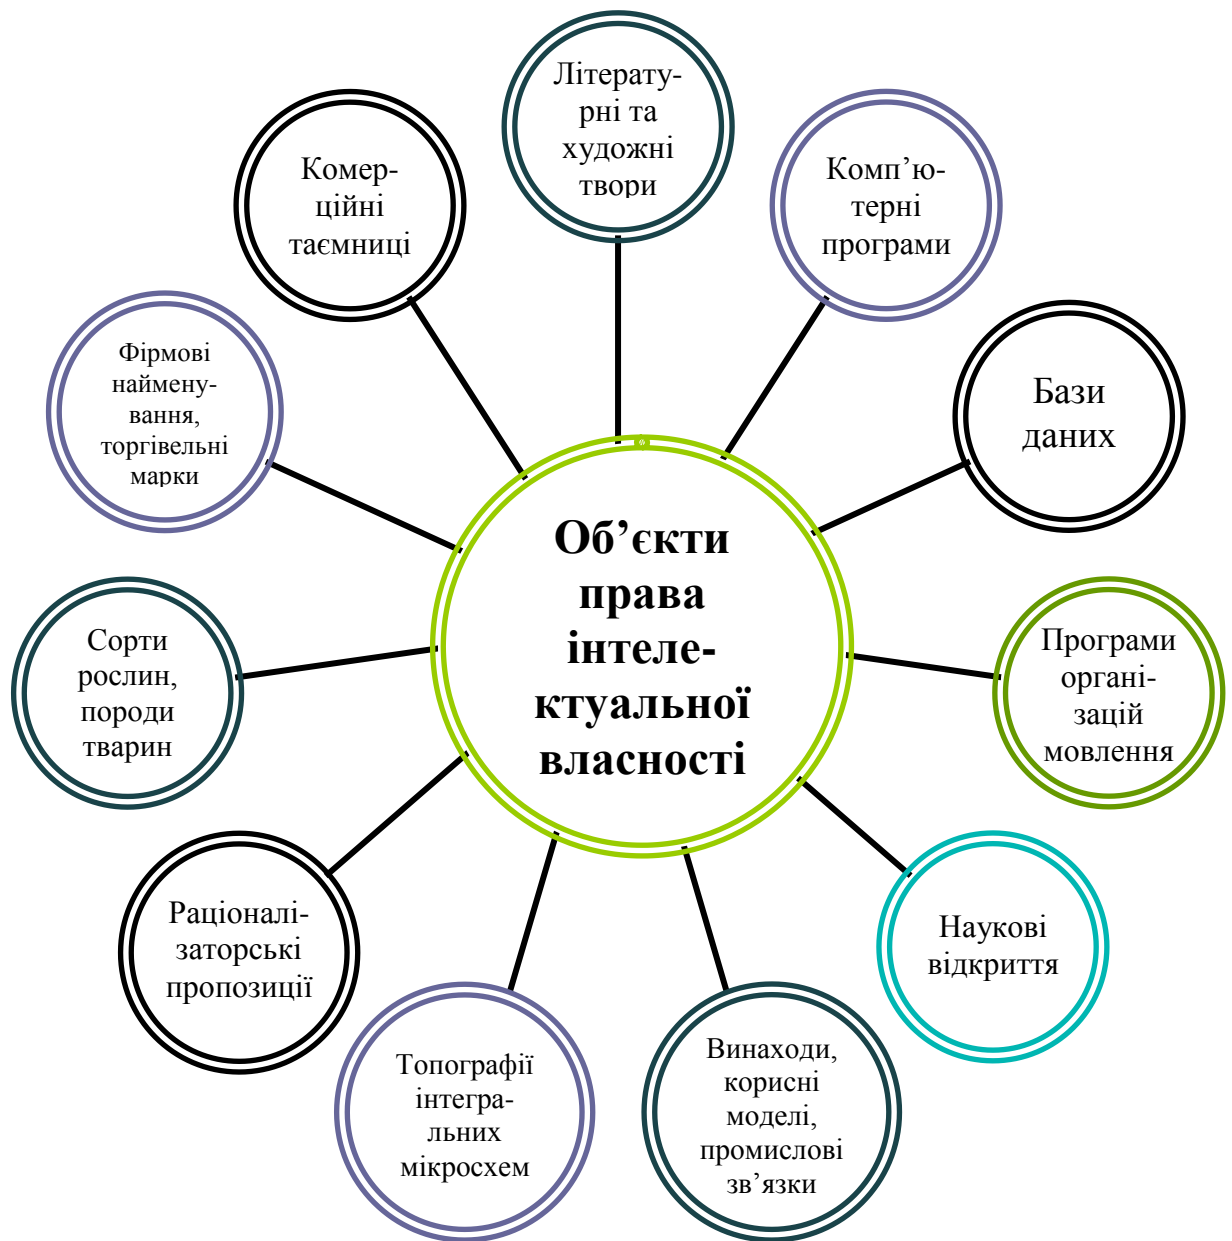 Літерату-
рні та
художні
твори
Комп’ю-
терні
програми
Бази
даних
Програми
органі-
зацій
мовлення
Наукові
відкриття
Винаходи,
корисні
моделі,
промислові
зв’язки
Топографії
інтегра-
льних
мікросхем
Раціоналі-
заторські
пропозиції
Сорти
рослин,
породи
тварин
Фірмові
наймену-
вання,
торгівельні
марки
Комер-
ційні
таємниці
Об’єкти
права
інтеле-
ктуальної
власності